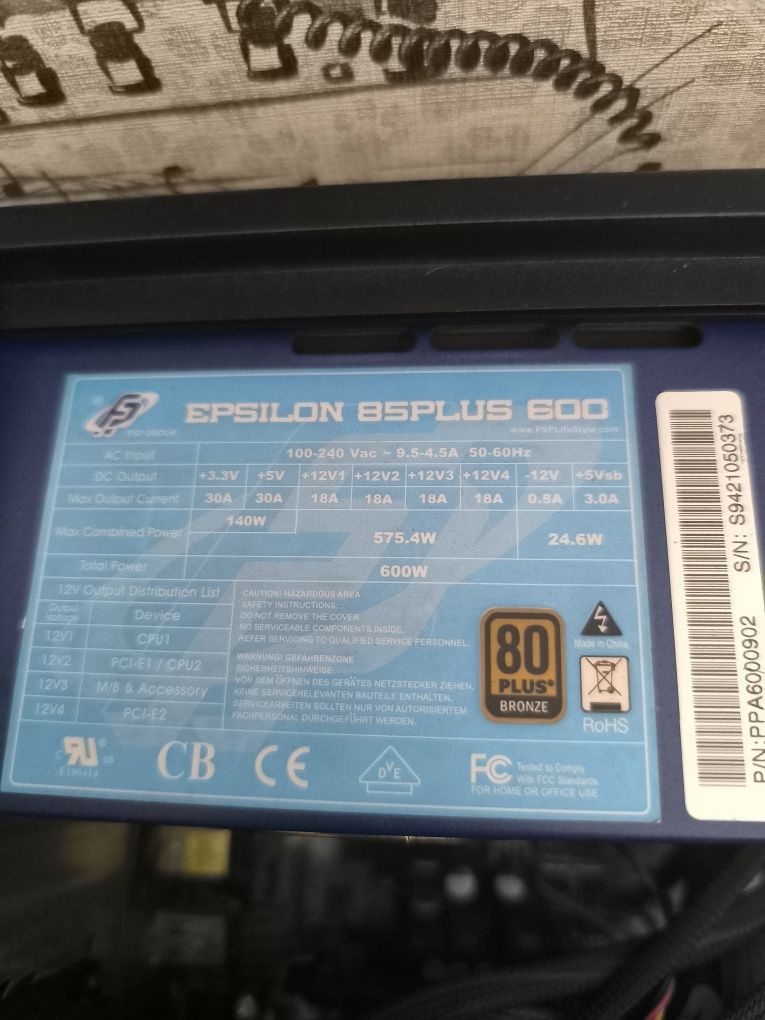 FSP GROUP
EPSILON 85PLUS 600
www.FSPLifeStyle.com
AC Input 100-240 Vac ~ 9.5-4.5A 50-60Hz
DC Output +3.3V +5V +12V1 +12V2 +12V3 +12V4 -12V +5Vsb
Max Output Current 30A 30A 18A 18A 18A 18A 0.8A 3.0A
Max Combined Power 140W 575.4W 24.6W
Total Power 600W
12V Output Distribution List
Output Voltage Device
12V1 CPU1
12V2 PCI-E1 / CPU2
12V3 M/B & Accessory
12V4 PCI-E2
CAUTION! HAZARDOUS AREA
SAFETY INSTRUCTIONS:
DO NOT REMOVE THE COVER
NO SERVICEABLE COMPONENTS INSIDE.
REFER SERVICING TO QUALIFIED SERVICE PERSONNEL.
WARNUNG! GEFAHRENZONE
SICHERHEITSHINWEISE:
VOR DEM ÖFFNEN DES GERÄTES NETZSTECKER ZIEHEN.
KEINE SERVICERELEVANTEN BAUTEILE ENTHALTEN.
SERVICEARBEITEN SOLLTEN NUR VON AUTORISIERTEM
FACHPERSONAL DURCHGEFÜHRT WERDEN.
80
PLUS®
BRONZE
Made in China
RoHS
c RU® us
E190414
CB
CE
DVE
FC Tested to Comply
With FCC Standards
FOR HOME OR OFFICE USE
S/N: S9421050373
P/N:PPA6000902